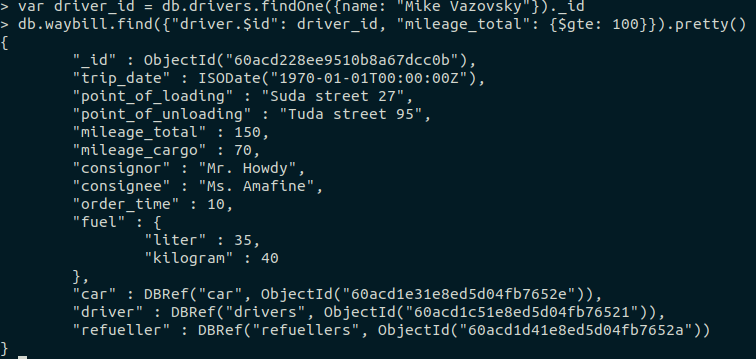 > var driver_id = db.drivers.findOne({name: "Mike Vazovsky"})._id
> db.waybill.find({"driver.$id": driver_id, "mileage_total": {$gte: 100}}).pretty()
{
        "_id" : ObjectId("60acd228ee9510b8a67dcc0b"),
        "trip_date" : ISODate("1970-01-01T00:00:00Z"),
        "point_of_loading" : "Suda street 27",
        "point_of_unloading" : "Tuda street 95",
        "mileage_total" : 150,
        "mileage_cargo" : 70,
        "consignor" : "Mr. Howdy",
        "consignee" : "Ms. Amafine",
        "order_time" : 10,
        "fuel" : {
                "liter" : 35,
                "kilogram" : 40
        },
        "car" : DBRef("car", ObjectId("60acd1e31e8ed5d04fb7652e")),
        "driver" : DBRef("drivers", ObjectId("60acd1c51e8ed5d04fb76521")),
        "refueller" : DBRef("refuellers", ObjectId("60acd1d41e8ed5d04fb7652a"))
}